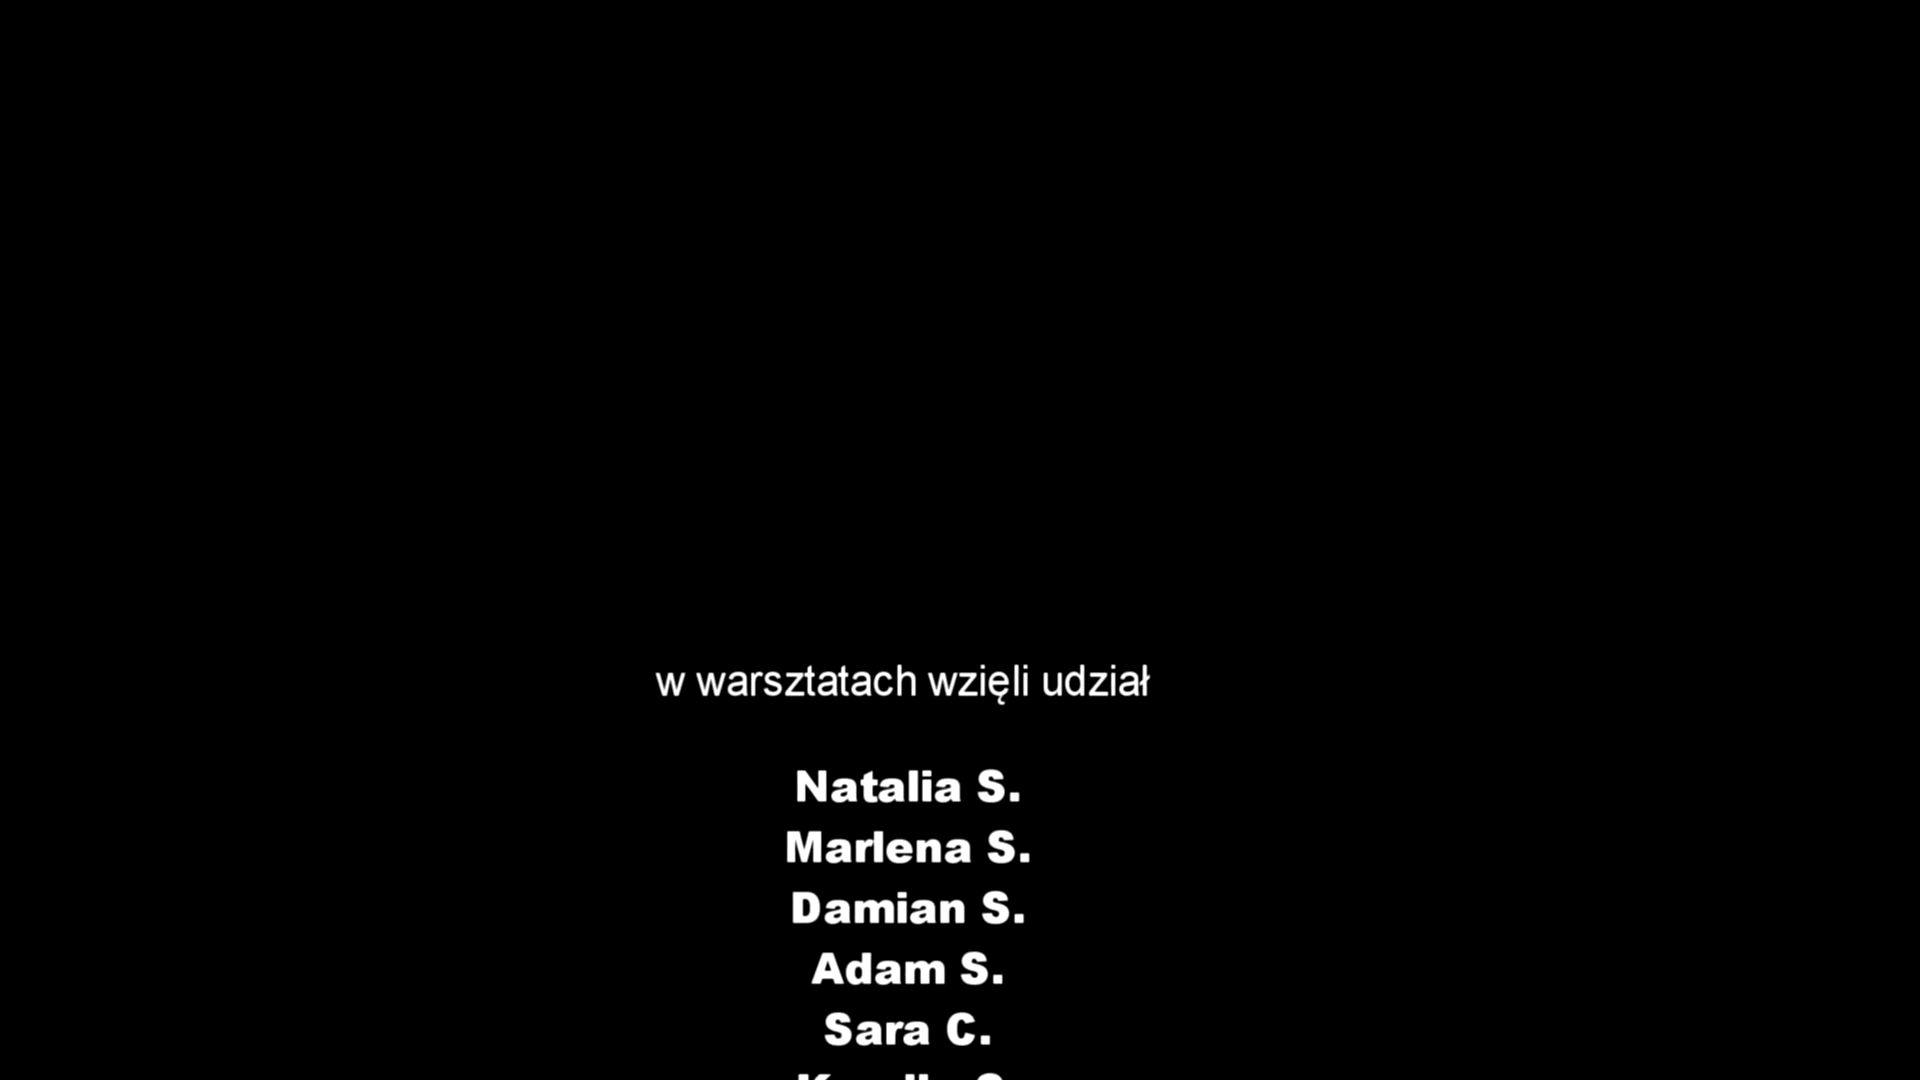 w warsztatach wzięli udział
Natalia S.
Marlena S.
Damian S.
Adam S.
Sara C.